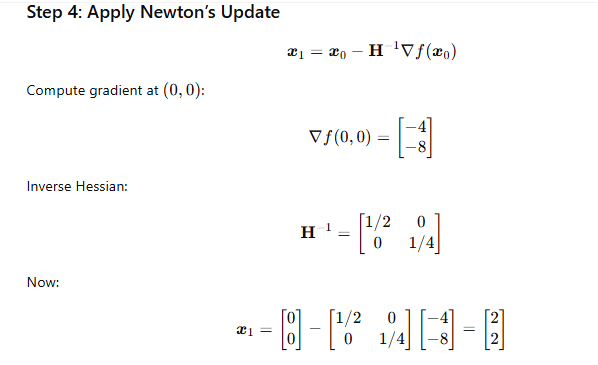 Step 4: Apply Newton's Update
𝒙₁ = 𝒙₀ − 𝐇⁻¹∇f(𝒙₀)
Compute gradient at (0, 0):
∇f(0, 0) = [−4; −8]
Inverse Hessian:
𝐇⁻¹ = [1/2 0; 0 1/4]
Now:
𝒙₁ = [0; 0] − [1/2 0; 0 1/4] [−4; −8] = [2; 2]